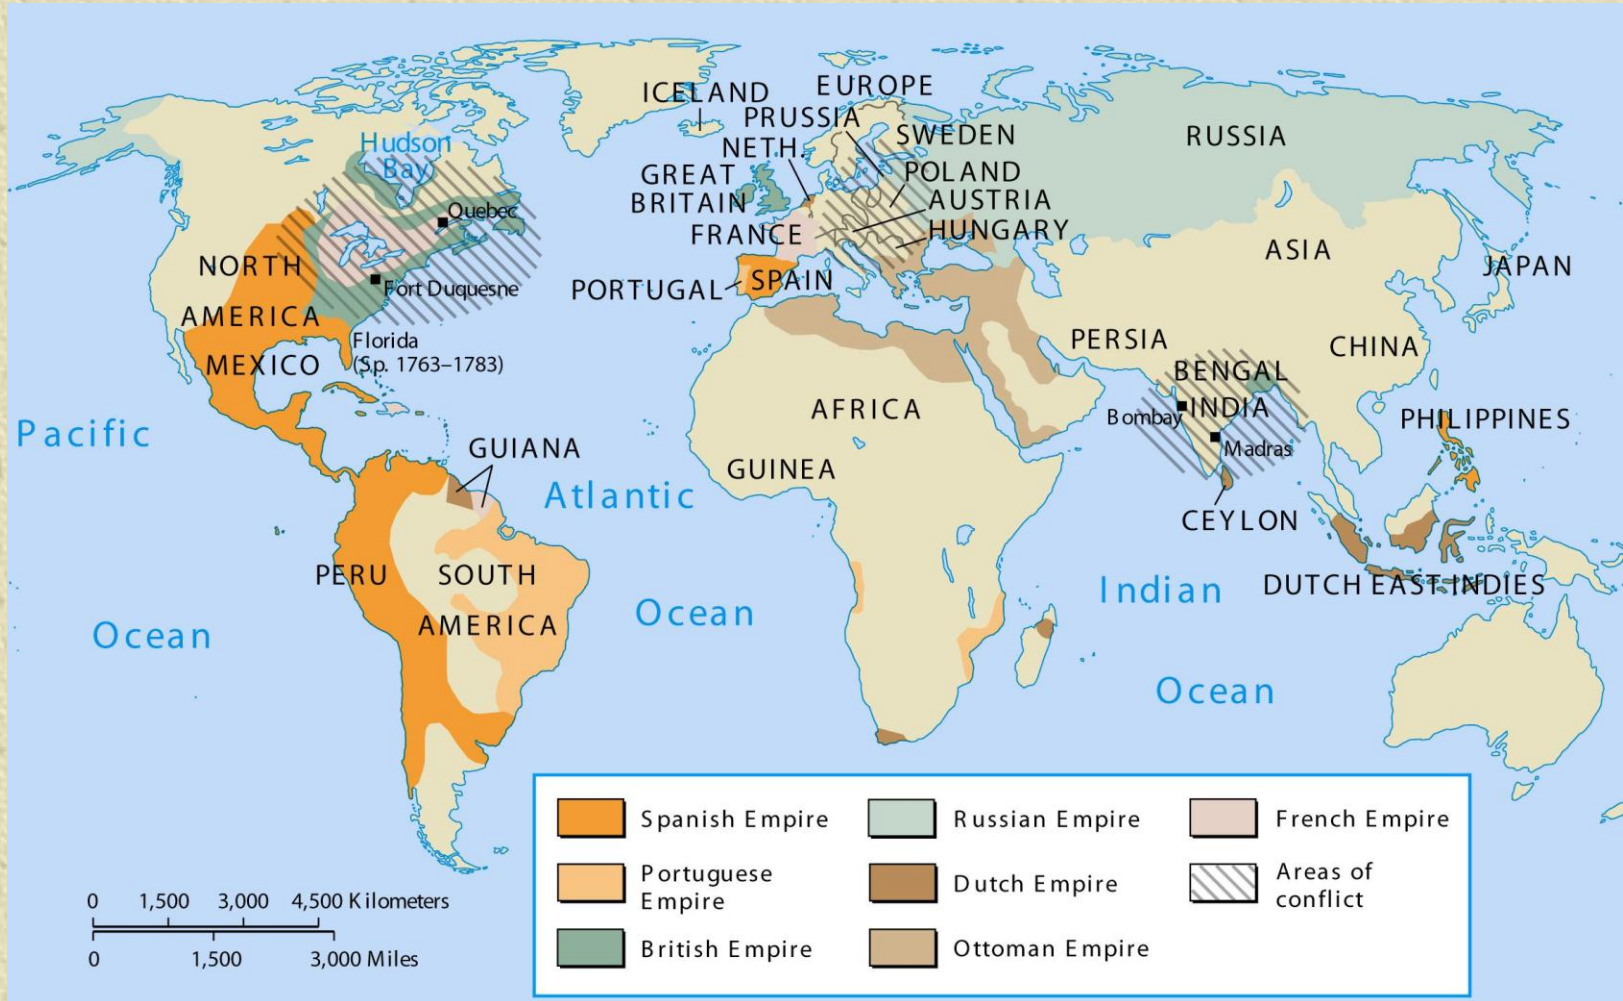 EUROPE
ICELAND
PRUSSIA
SWEDEN
RUSSIA
Hudson
Bay
NETH.
GREAT
BRITAIN
POLAND
AUSTRIA
Quebec
FRANCE
HUNGARY
ASIA
NORTH
JAPAN
PORTUGAL
SPAIN
Fort Duquesne
AMERICA
Florida
(Sp. 1763–1783)
PERSIA
CHINA
MEXICO
BENGAL
AFRICA
Bombay
INDIA
PHILIPPINES
Pacific
GUIANA
Madras
GUINEA
Atlantic
CEYLON
PERU
SOUTH
Indian
DUTCH EAST INDIES
Ocean
AMERICA
Ocean
Ocean
Spanish Empire
Russian Empire
French Empire
Portuguese
Empire
Dutch Empire
Areas of
conflict
British Empire
Ottoman Empire
0 1,500 3,000 4,500 Kilometers
0 1,500 3,000 Miles